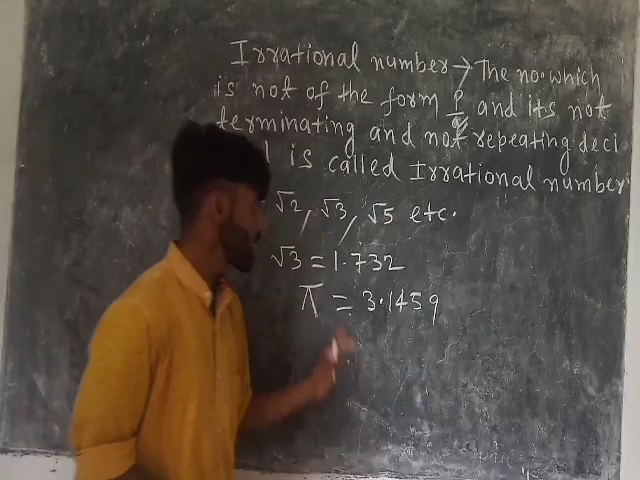 Irrational number → The no. which
is not of the form p/q and its not
terminating and not repeating deci
l is called Irrational number
√2, √3, √5 etc.
√3 = 1.732
π = 3.1459